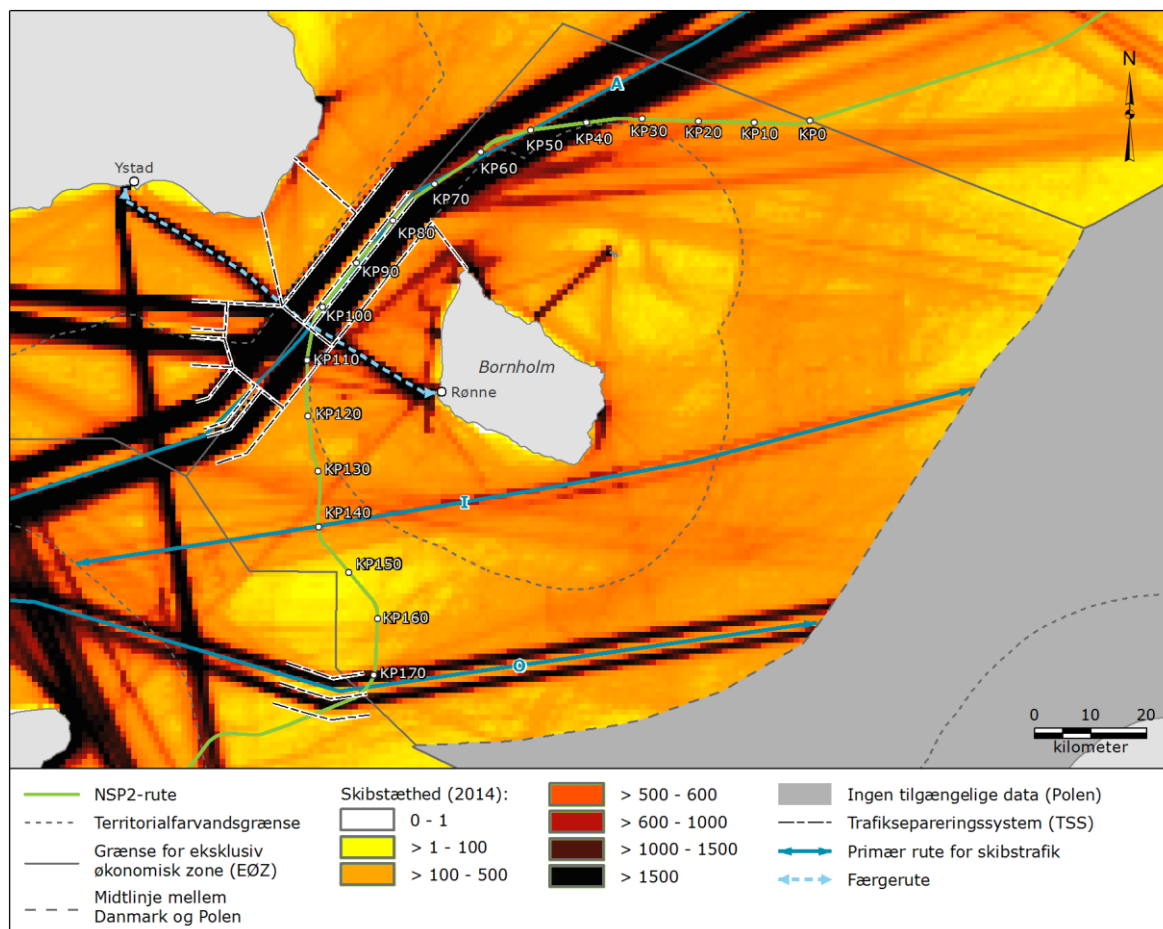 A
N
KP50
KP40
KP30
KP20
KP10
KP0
KP60
Ystad
KP70
KP80
KP90
KP100
KP110
Bornholm
Rønne
KP120
KP130
I
KP140
KP150
KP160
O
KP170
0 10 20
kilometer
NSP2-rute
Territorialfarvandsgrænse
Grænse for eksklusiv
økonomisk zone (EØZ)
Midtlinje mellem
Danmark og Polen
Skibstæthed (2014):
0 - 1
> 1 - 100
> 100 - 500
> 500 - 600
> 600 - 1000
> 1000 - 1500
> 1500
Ingen tilgængelige data (Polen)
Trafiksepareringssystem (TSS)
Primær rute for skibstrafik
Færgerute